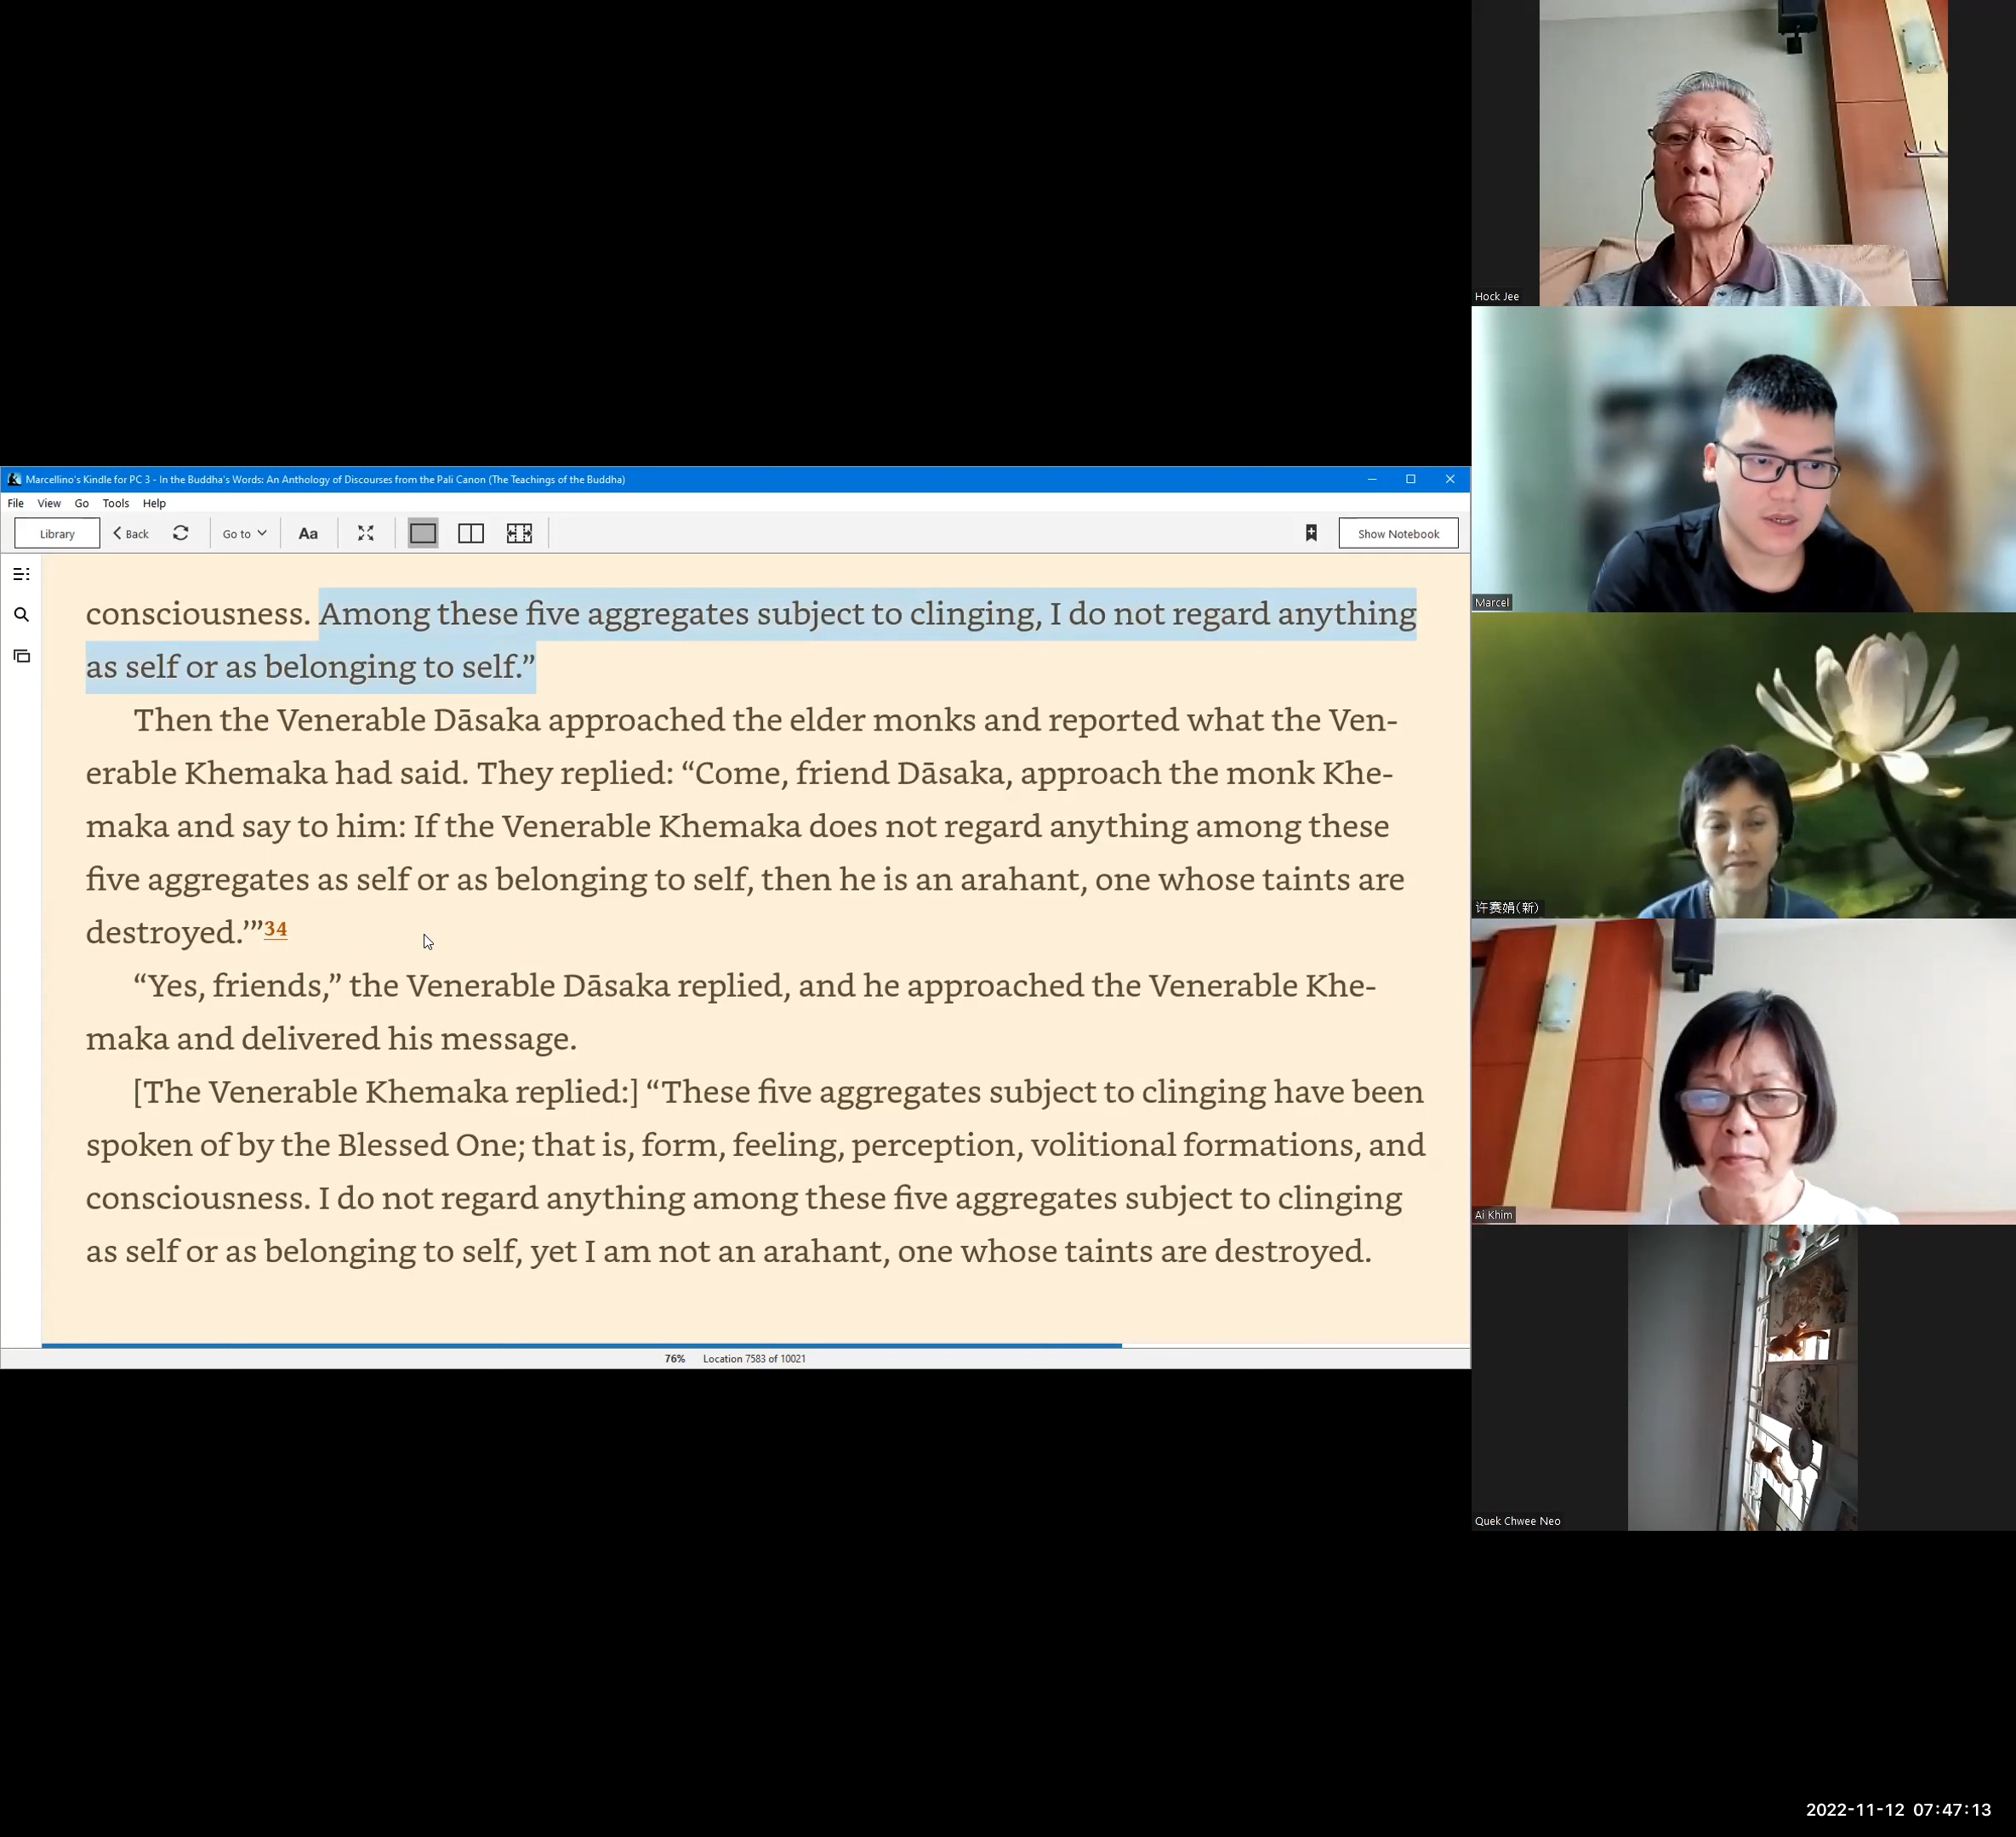 Marcellino's Kindle for PC 3 - In the Buddha's Words: An Anthology of Discourses from the Pali Canon (The Teachings of the Buddha)
File View Go Tools Help
Library Back Go to Aa Show Notebook
consciousness. Among these five aggregates subject to clinging, I do not regard anything
as self or as belonging to self.”
Then the Venerable Dāsaka approached the elder monks and reported what the Ven-
erable Khemaka had said. They replied: “Come, friend Dāsaka, approach the monk Khe-
maka and say to him: If the Venerable Khemaka does not regard anything among these
five aggregates as self or as belonging to self, then he is an arahant, one whose taints are
destroyed.’”34
“Yes, friends,” the Venerable Dāsaka replied, and he approached the Venerable Khe-
maka and delivered his message.
[The Venerable Khemaka replied:] “These five aggregates subject to clinging have been
spoken of by the Blessed One; that is, form, feeling, perception, volitional formations, and
consciousness. I do not regard anything among these five aggregates subject to clinging
as self or as belonging to self, yet I am not an arahant, one whose taints are destroyed.
76% Location 7583 of 10021
Hock Jee
Marcel
许赛娟(新)
Ai Khim
Quek Chwee Neo
2022-11-12 07:47:13